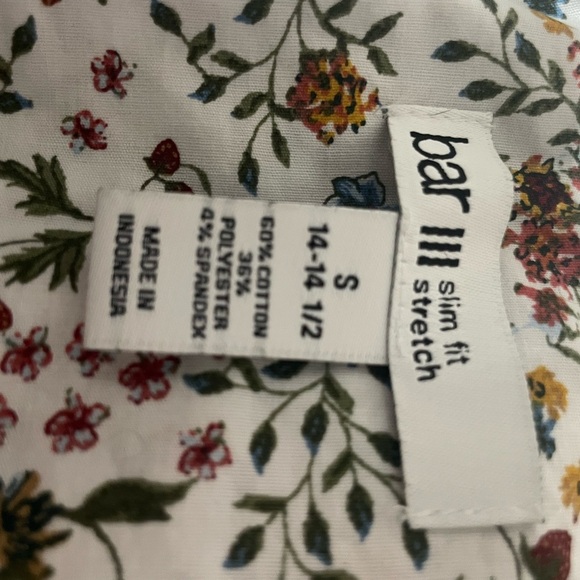 bar III slim fit
stretch
S
14-14 1/2
60% COTTON
36%
POLYESTER
4% SPANDEX
MADE IN
INDONESIA